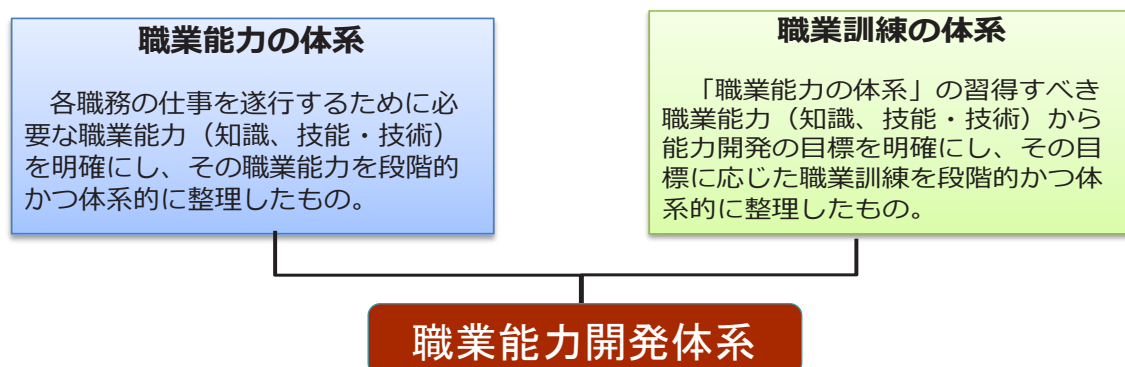 職業能力の体系
各職務の仕事を遂行するために必
要な職業能力（知識、技能・技術）
を明確にし、その職業能力を段階的
かつ体系的に整理したもの。
職業訓練の体系
「職業能力の体系」の習得すべき
職業能力（知識、技能・技術）から
能力開発の目標を明確にし、その目
標に応じた職業訓練を段階的かつ体
系的に整理したもの。
職業能力開発体系